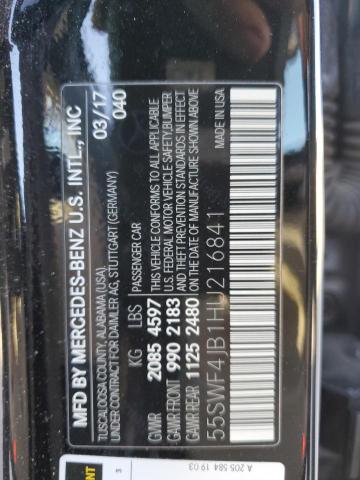 MFD BY MERCEDES-BENZ U.S. INTL., INC
TUSCALOOSA COUNTY, ALABAMA (USA)
UNDER CONTRACT FOR DAIMLER AG, STUTTGART (GERMANY)
03/17
040
KG LBS
GWR 2085 4597
GWR FRONT 990 2183
GWR REAR 1125 2480
PASSENGER CAR
THIS VEHICLE CONFORMS TO ALL APPLICABLE
U.S. FEDERAL MOTOR VEHICLE SAFETY, BUMPER
AND THEFT PREVENTION STANDARDS IN EFFECT
ON THE DATE OF MANUFACTURE SHOWN ABOVE
55SWF4JB1HU216841
MADE IN USA
A 205 584 19 03